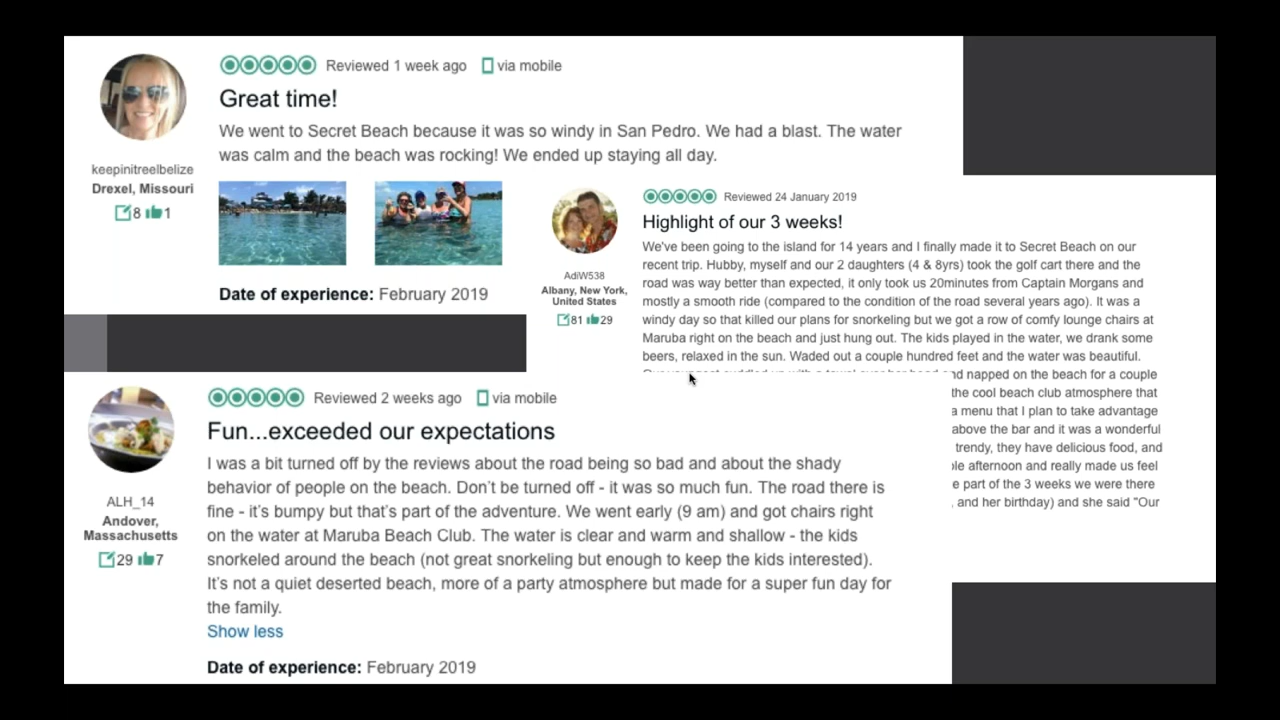 Reviewed 1 week ago via mobile
Great time!
We went to Secret Beach because it was so windy in San Pedro. We had a blast. The water
was calm and the beach was rocking! We ended up staying all day.
keepinitreelbelize
Drexel, Missouri
8 1
Date of experience: February 2019
Reviewed 24 January 2019
Highlight of our 3 weeks!
We've been going to the island for 14 years and I finally made it to Secret Beach on our
recent trip. Hubby, myself and our 2 daughters (4 & 8yrs) took the golf cart there and the
road was way better than expected, it only took us 20minutes from Captain Morgans and
mostly a smooth ride (compared to the condition of the road several years ago). It was a
windy day so that killed our plans for snorkeling but we got a row of comfy lounge chairs at
Maruba right on the beach and just hung out. The kids played in the water, we drank some
beers, relaxed in the sun. Waded out a couple hundred feet and the water was beautiful.
napped on the beach for a couple
the cool beach club atmosphere that
a menu that I plan to take advantage
above the bar and it was a wonderful
trendy, they have delicious food, and
afternoon and really made us feel
part of the 3 weeks we were there
, and her birthday) and she said "Our
AdiW538
Albany, New York,
United States
81 29
Reviewed 2 weeks ago via mobile
Fun...exceeded our expectations
I was a bit turned off by the reviews about the road being so bad and about the shady
behavior of people on the beach. Don't be turned off - it was so much fun. The road there is
fine - it's bumpy but that's part of the adventure. We went early (9 am) and got chairs right
on the water at Maruba Beach Club. The water is clear and warm and shallow - the kids
snorkeled around the beach (not great snorkeling but enough to keep the kids interested).
It's not a quiet deserted beach, more of a party atmosphere but made for a super fun day for
the family.
Show less
ALH_14
Andover,
Massachusetts
29 7
Date of experience: February 2019